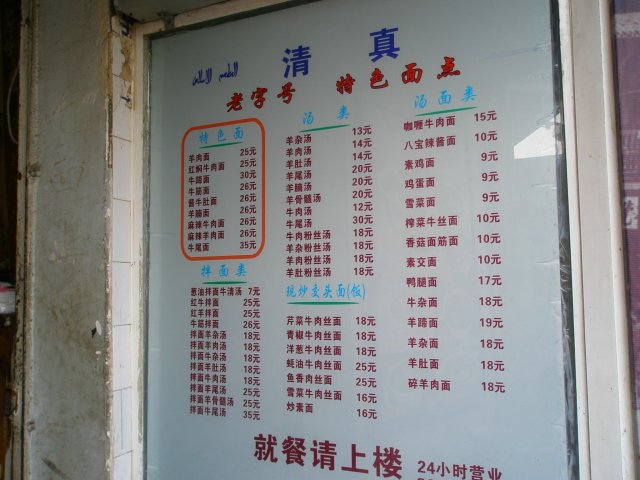 المطعم الاسلامي
清真
老字号 特色面点
特色面
羊肉面 25元
红焖牛肉面 25元
牛蹄面 30元
牛筋面 26元
酱牛肚面 26元
羊腩面 26元
麻辣牛肉面 26元
麻辣羊肉面 26元
牛尾面 35元
拌面类
葱油拌面牛清汤 7元
红牛拌面 25元
红羊拌面 25元
牛筋拌面 26元
拌面羊杂汤 18元
拌面羊肉汤 18元
拌面牛杂汤 18元
拌面羊肚汤 18元
拌面牛肉汤 18元
拌面羊杂汤 18元
拌面羊骨髓汤 25元
拌面牛尾汤 35元
汤类
羊杂汤 13元
羊肉汤 14元
羊肚汤 14元
羊尾汤 20元
羊腩汤 20元
羊骨髓汤 20元
牛肉汤 12元
牛尾汤 30元
牛肉粉丝汤 18元
羊杂粉丝汤 18元
羊肉粉丝汤 18元
羊肚粉丝汤 18元
现炒交头面(饭)
芹菜牛肉丝面 18元
青椒牛肉丝面 18元
洋葱牛肉丝面 18元
蚝油牛肉丝面 25元
鱼香肉丝面 25元
雪菜牛肉丝面 16元
炒素面 16元
汤面类
咖喱牛肉面 15元
八宝辣酱面 10元
素鸡面 9元
鸡蛋面 9元
雪菜面 9元
榨菜牛丝面 10元
香菇面筋面 10元
素交面 10元
鸭腿面 17元
牛杂面 18元
羊蹄面 19元
羊杂面 18元
羊肚面 18元
碎羊肉面 18元
就餐请上楼 24小时营业